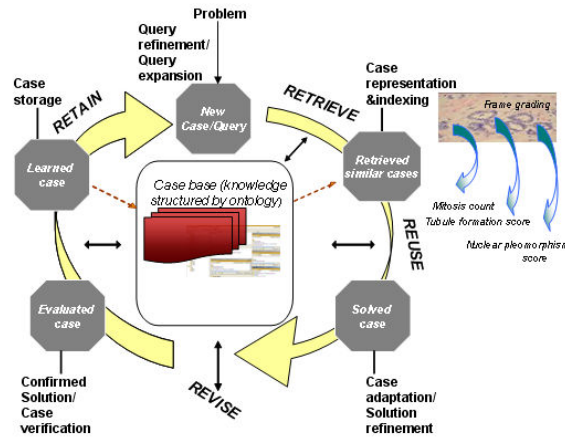 Problem
Query
refinement/
Query
expansion
Case
storage
RETAIN
New
Case/Query
RETRIEVE
Case
representation
&indexing
Frame grading
Learned
case
Retrieved
similar cases
Case base (knowledge
structured by ontology)
Mitosis count
Tubule formation score
Nuclear pleomorphism
score
REUSE
Evaluated
case
Solved
case
REVISE
Confirmed
Solution/
Case
verification
Case
adaptation/
Solution
refinement